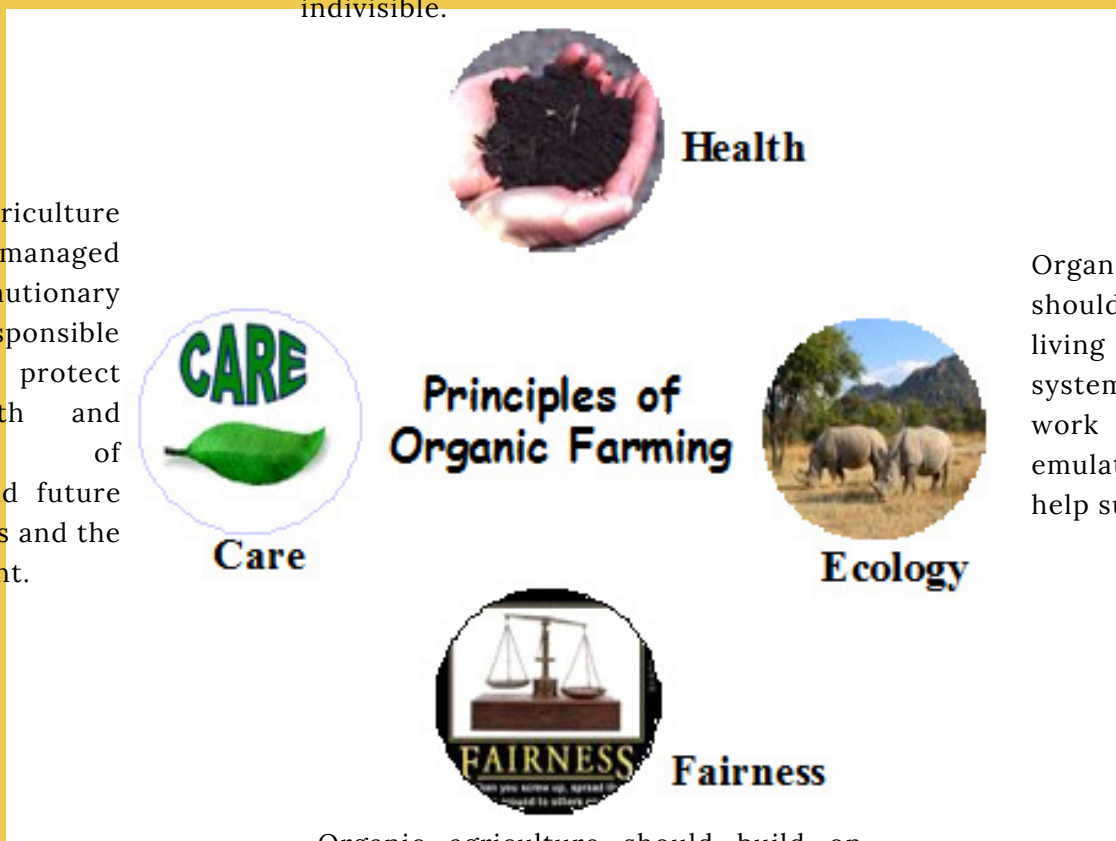 indivisible.
Health
riculture
managed
autionary
sponsible
protect
th and
of
d future
s and the
nt.
CARE
Care
Principles of
Organic Farming
Organ
should
living
system
work
emulat
help su
Ecology
FAIRNESS
Fairness
Organic agriculture should build on